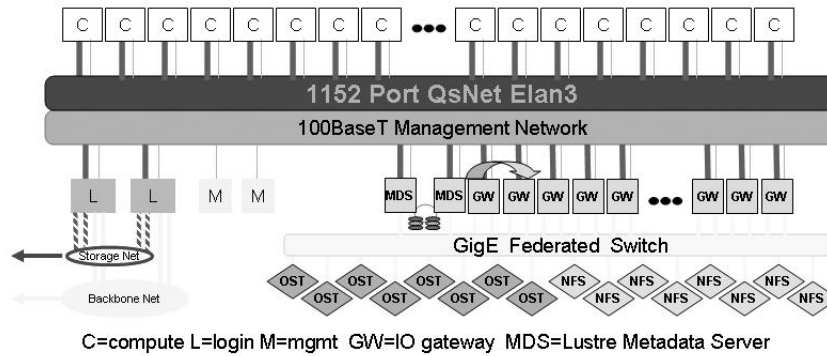 C C C C C C C C ••• C C C C C C C C
1152 Port QsNet Elan3
100BaseT Management Network
L L M M MDS MDS GW GW GW GW GW ••• GW GW GW
GigE Federated Switch
Storage Net
OST OST OST OST NFS NFS NFS NFS
OST OST OST OST NFS NFS NFS NFS
Backbone Net
C=compute L=login M=mgmt GW=IO gateway MDS=Lustre Metadata Server